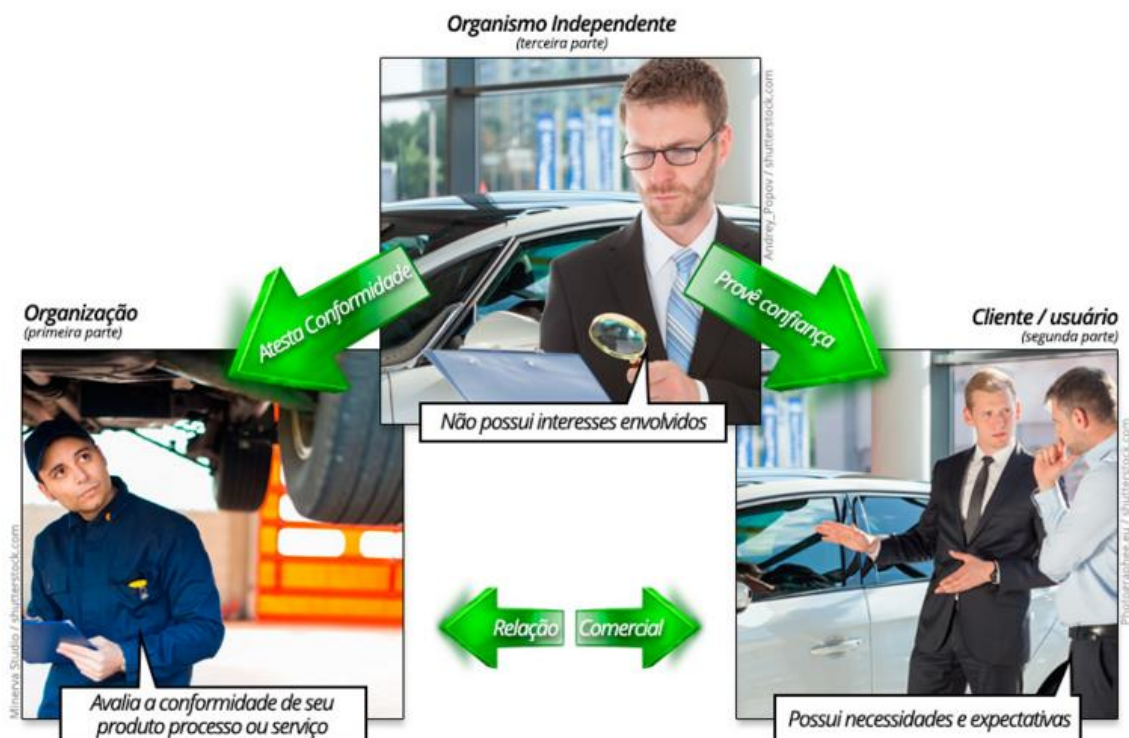 Organismo Independente
(terceira parte)
Andrey_Popov / shutterstock.com
Atesta Conformidade
Provê confiança
Organização
(primeira parte)
Cliente / usuário
(segunda parte)
Não possui interesses envolvidos
Minerva Studio / shutterstock.com
Photographee.eu / shutterstock.com
Relação Comercial
Avalia a conformidade de seu
produto processo ou serviço
Possui necessidades e expectativas